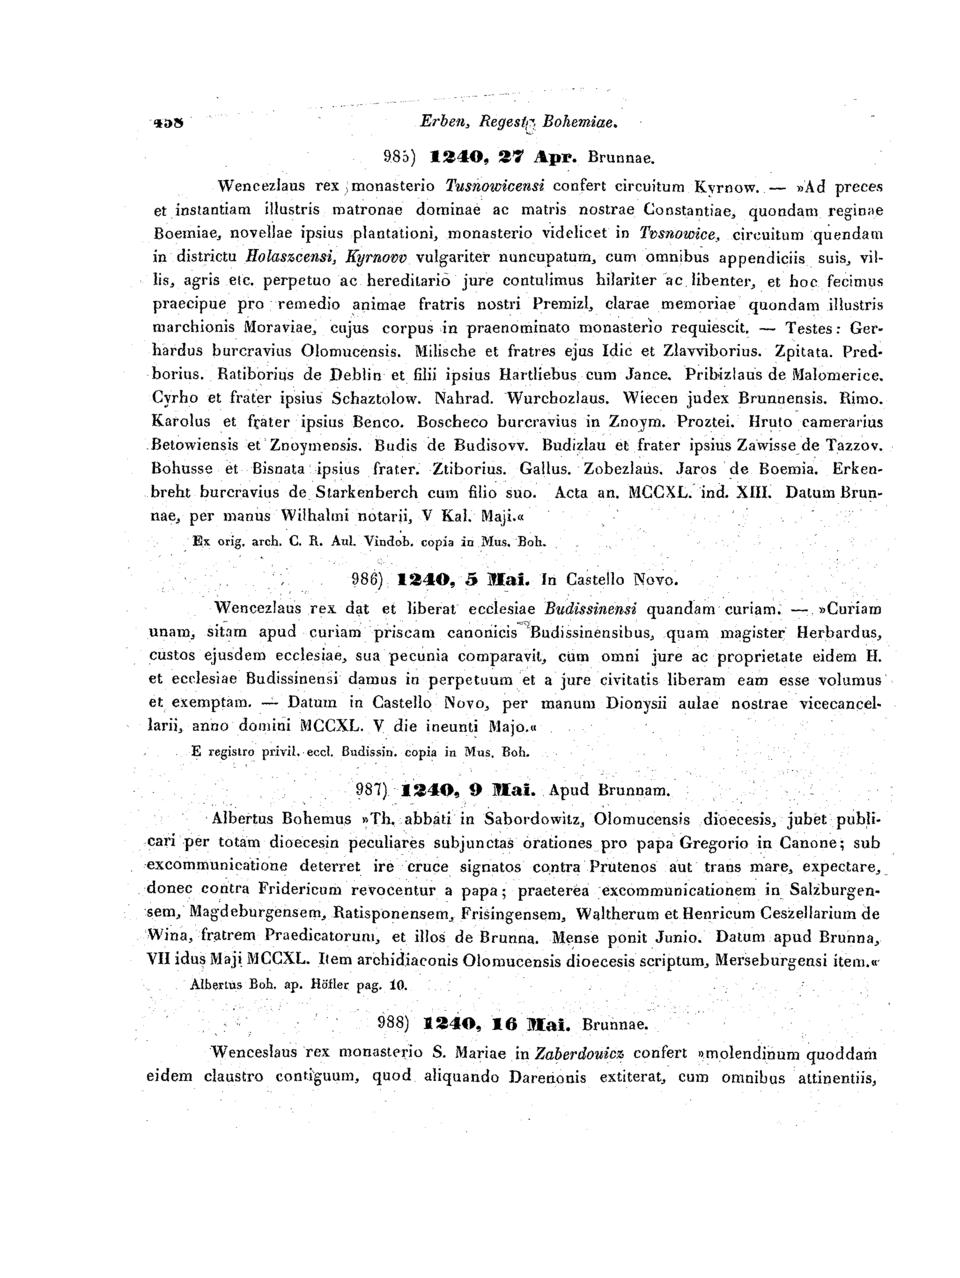 458
Erben, Regesta Bohemiae.
985) 1240, 27 Apr. Brunnae.
Wencezlaus rex monasterio Tusnowicensi confert circuitum Kyrnow. — »Ad preces
et instantiam illustris matronae dominae ac matris nostrae Constantiae, quondam reginae
Boemiae, novellae ipsius plantationi, monasterio videlicet in Tvsnowice, circuitum quendam
in districtu Holaszcensi, Kyrnovv vulgariter nuncupatum, cum omnibus appendiciis suis, vil-
lis, agris etc. perpetuo ac hereditario jure contulimus hilariter ac libenter, et hoc fecimus
praecipue pro remedio animae fratris nostri Premizl, clarae memoriae quondam illustris
marchionis Moraviae, cujus corpus in praenominato monasterio requiescit. — Testes: Ger-
hardus burcravius Olomucensis. Milische et fratres ejus Idic et Zlavviborius. Zpitata. Pred-
borius. Ratiborius de Deblin et filii ipsius Hartliebus cum Jance. Pribizlaus de Malomerice.
Cyrho et frater ipsius Schaztolow. Nahrad. Wurchozlaus. Wiecen judex Brunnensis. Rimo.
Karolus et frater ipsius Benco. Boscheco burcravius in Znoym. Proztei. Hruto camerarius
Betowiensis et Znoymensis. Budis de Budisovv. Budizlau et frater ipsius Zawisse de Tazzov.
Bohusse et Bisnata ipsius frater. Ztiborius. Gallus. Zobezlaus. Jaros de Boemia. Erken-
breht burcravius de Starkenberch cum filio suo. Acta an. MCCXL. ind. XIII. Datum Brun-
nae, per manus Wilhalmi notarii, V Kal. Maji.«
Ex orig. arch. C. R. Aul. Vindob. copia in Mus. Boh.
986) 1240, 5 Mai. In Castello Novo.
Wencezlaus rex dat et liberat ecclesiae Budissinensi quandam curiam. — »Curiam
unam, sitam apud curiam priscam canonicis Budissinensibus, quam magister Herbardus,
custos ejusdem ecclesiae, sua pecunia comparavit, cum omni jure ac proprietate eidem H.
et ecclesiae Budissinensi damus in perpetuum et a jure civitatis liberam eam esse volumus
et exemptam. — Datum in Castello Novo, per manum Dionysii aulae nostrae vicecancel-
larii, anno domini MCCXL. V die ineunti Majo.«
E registro privil. eccl. Budissin. copia in Mus. Boh.
987) 1240, 9 Mai. Apud Brunnam.
Albertus Bohemus »Th. abbati in Sabordowitz, Olomucensis dioecesis, jubet publi-
cari per totam dioecesin peculiares subjunctas orationes pro papa Gregorio in Canone; sub
excommunicatione deterret ire cruce signatos contra Prutenos aut trans mare, expectare,
donec contra Fridericum revocentur a papa; praeterea excommunicationem in Salzburgen-
sem, Magdeburgensem, Ratisponensem, Frisingensem, Waltherum et Henricum Ceszellarium de
Wina, fratrem Praedicatorum, et illos de Brunna. Mense ponit Junio. Datum apud Brunna,
VII idus Maji MCCXL. Item archidiaconis Olomucensis dioecesis scriptum, Merseburgensi item.«
Albertus Boh. ap. Höfler pag. 10.
988) 1240, 16 Mai. Brunnae.
Wenceslaus rex monasterio S. Mariae in Zaberdouicz confert »molendinum quoddam
eidem claustro contiguum, quod aliquando Darenonis extiterat, cum omnibus attinentiis,